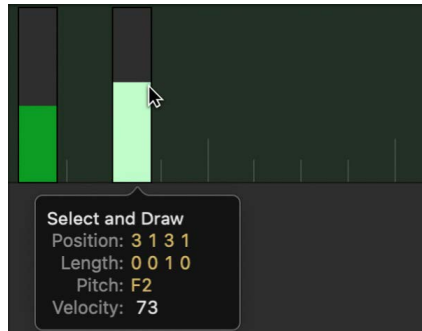 Select and Draw
Position: 3 1 3 1
Length: 0 0 1 0
Pitch: F2
Velocity: 73